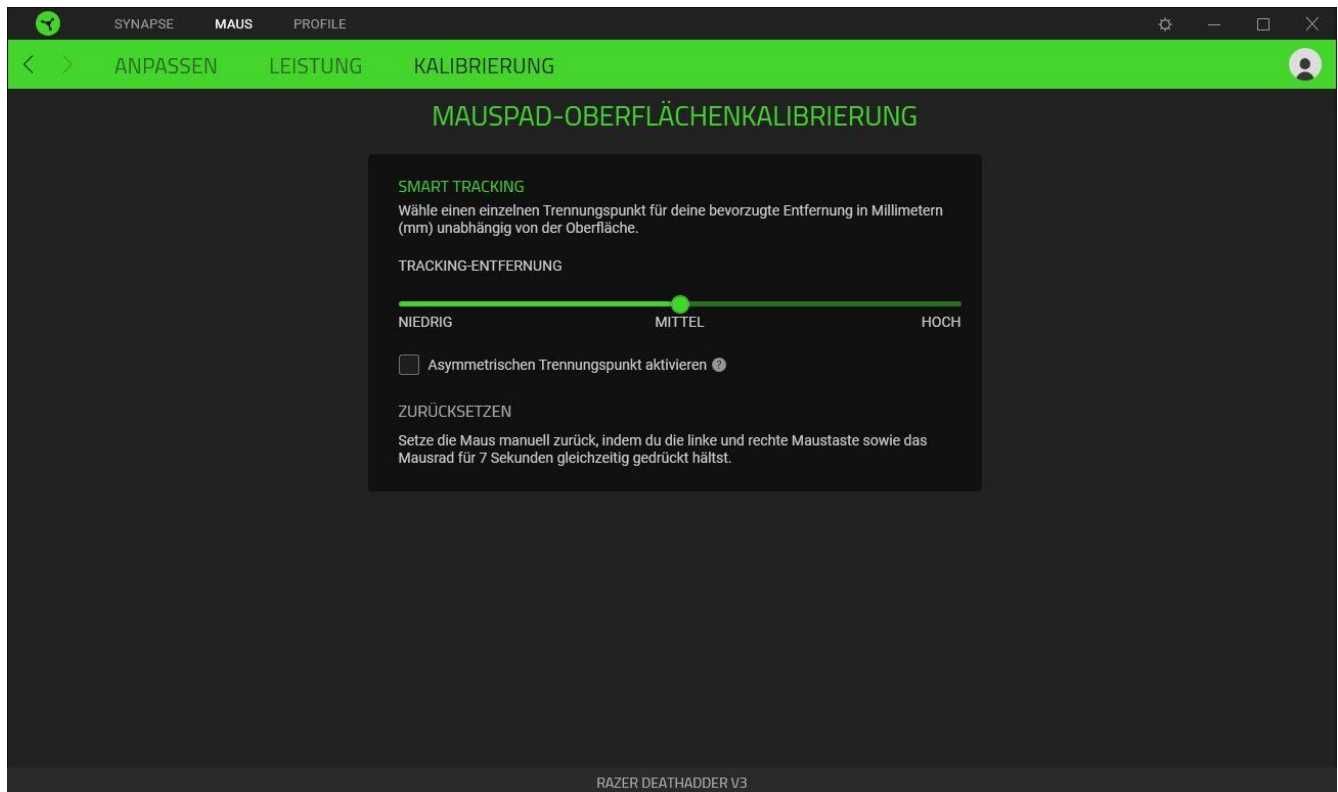 SYNAPSE MAUS PROFILE
ANPASSEN LEISTUNG KALIBRIERUNG
MAUSPAD-OBERFLÄCHENKALIBRIERUNG
SMART TRACKING
Wähle einen einzelnen Trennungspunkt für deine bevorzugte Entfernung in Millimetern
(mm) unabhängig von der Oberfläche.
TRACKING-ENTFERNUNG
NIEDRIG MITTEL HOCH
Asymmetrischen Trennungspunkt aktivieren ?
ZURÜCKSETZEN
Setze die Maus manuell zurück, indem du die linke und rechte Maustaste sowie das
Mausrad für 7 Sekunden gleichzeitig gedrückt hältst.
RAZER DEATHADDER V3